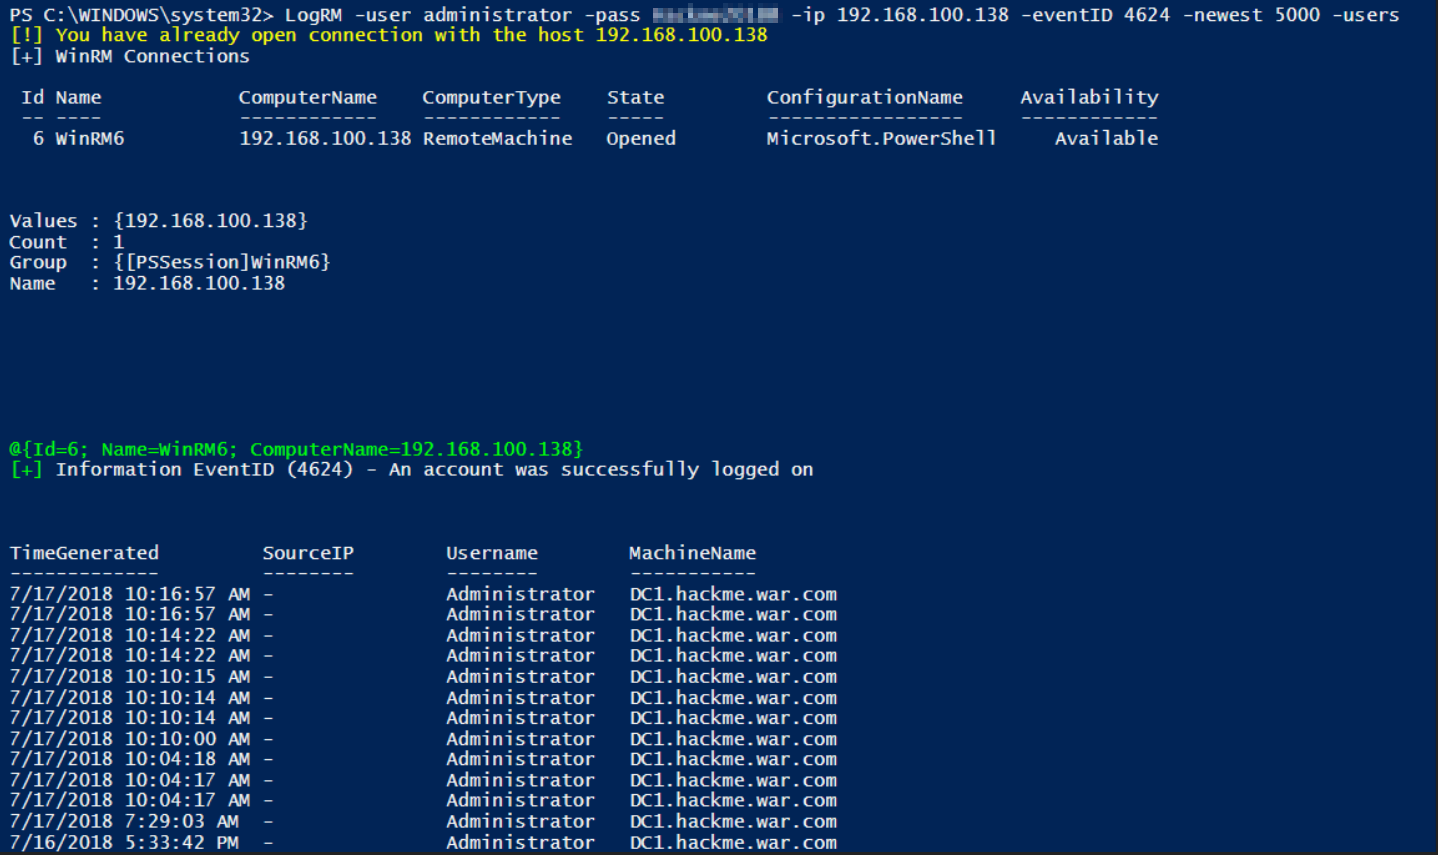 PS C:\WINDOWS\system32> LogRM -user administrator -pass -ip 192.168.100.138 -eventID 4624 -newest 5000 -users
[!] You have already open connection with the host 192.168.100.138
[+] WinRM Connections
Id Name ComputerName ComputerType State ConfigurationName Availability
-- ---- ------------ ------------ ----- ----------------- ------------
6 WinRM6 192.168.100.138 RemoteMachine Opened Microsoft.PowerShell Available
Values : {192.168.100.138}
Count : 1
Group : {[PSSession]WinRM6}
Name : 192.168.100.138
@{Id=6; Name=WinRM6; ComputerName=192.168.100.138}
[+] Information EventID (4624) - An account was successfully logged on
TimeGenerated SourceIP Username MachineName
------------- -------- -------- -----------
7/17/2018 10:16:57 AM - Administrator DC1.hackme.war.com
7/17/2018 10:16:57 AM - Administrator DC1.hackme.war.com
7/17/2018 10:14:22 AM - Administrator DC1.hackme.war.com
7/17/2018 10:14:22 AM - Administrator DC1.hackme.war.com
7/17/2018 10:10:15 AM - Administrator DC1.hackme.war.com
7/17/2018 10:10:14 AM - Administrator DC1.hackme.war.com
7/17/2018 10:10:14 AM - Administrator DC1.hackme.war.com
7/17/2018 10:10:00 AM - Administrator DC1.hackme.war.com
7/17/2018 10:04:18 AM - Administrator DC1.hackme.war.com
7/17/2018 10:04:17 AM - Administrator DC1.hackme.war.com
7/17/2018 10:04:17 AM - Administrator DC1.hackme.war.com
7/17/2018 7:29:03 AM - Administrator DC1.hackme.war.com
7/16/2018 5:33:42 PM - Administrator DC1.hackme.war.com